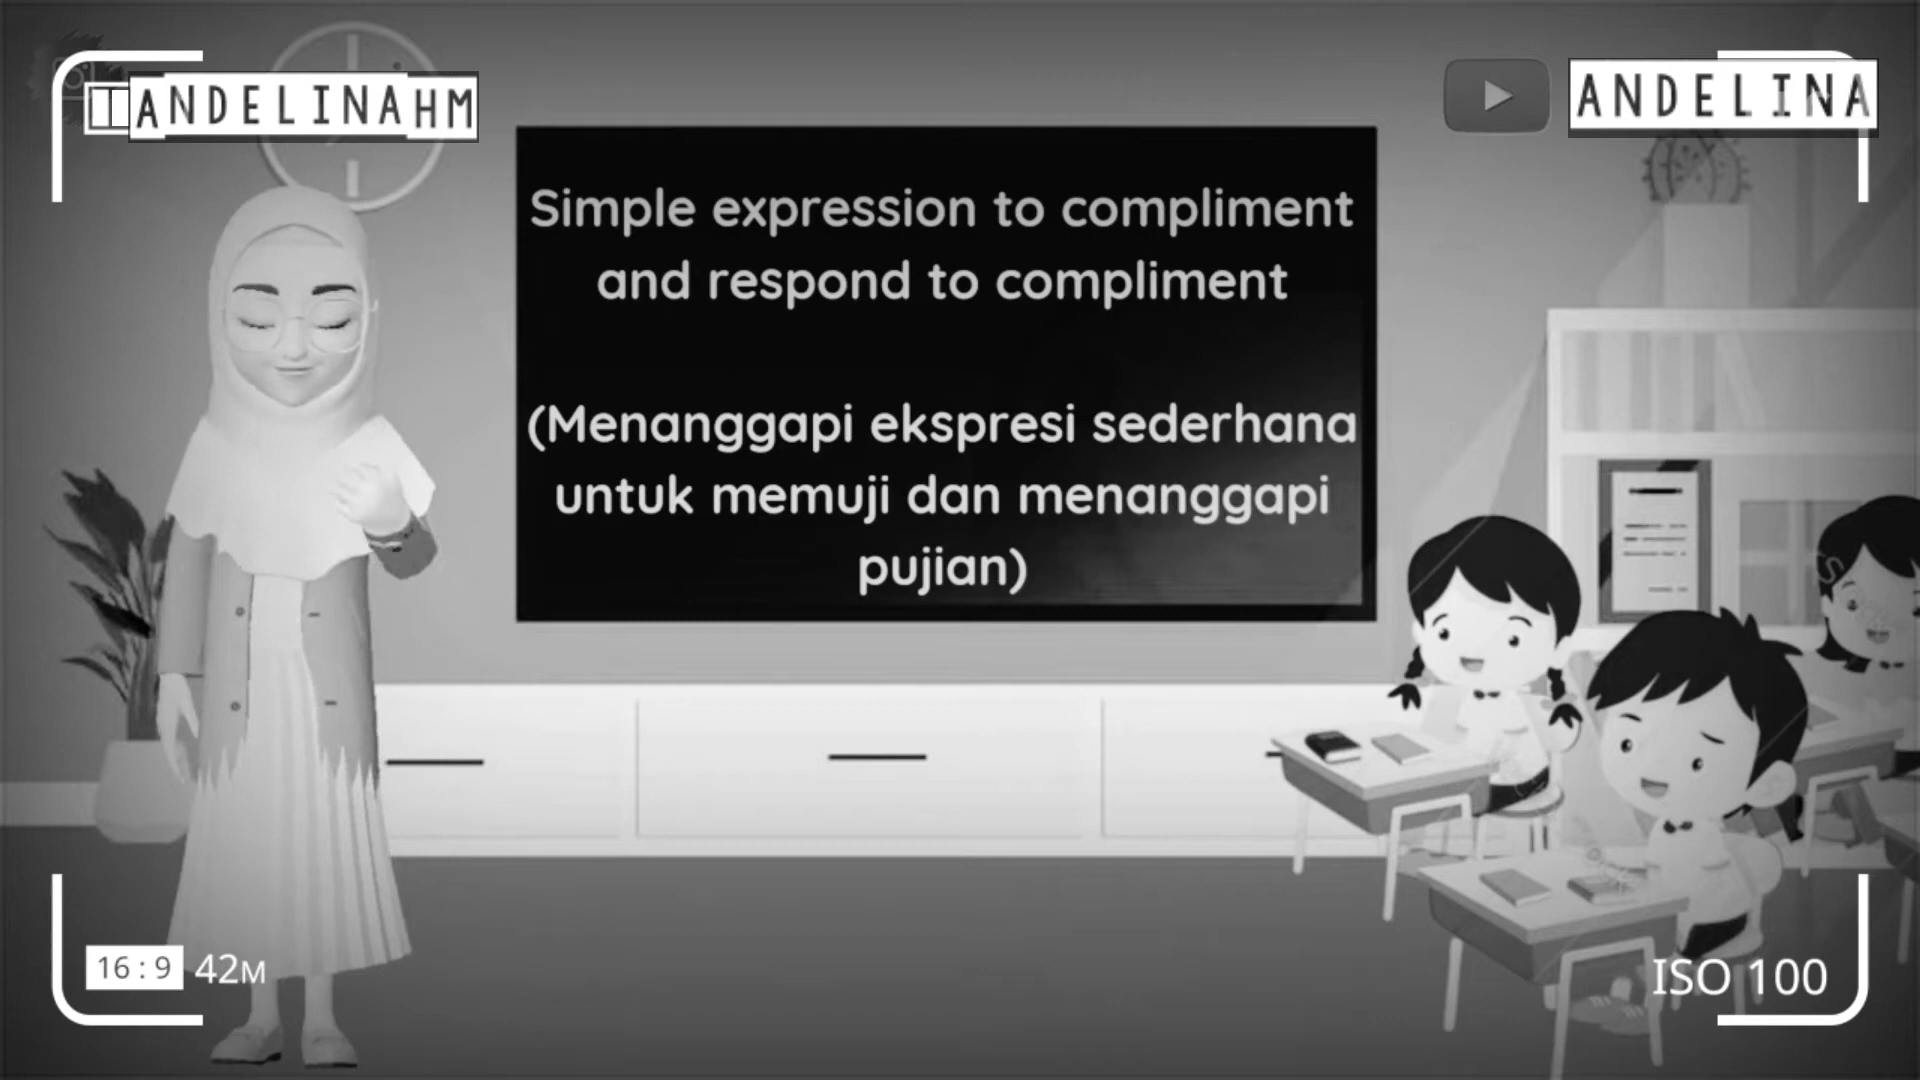 ANDELINAHM
ANDELINA
Simple expression to compliment
and respond to compliment
(Menanggapi ekspresi sederhana
untuk memuji dan menanggapi
pujian)
16:9 42M
ISO 100